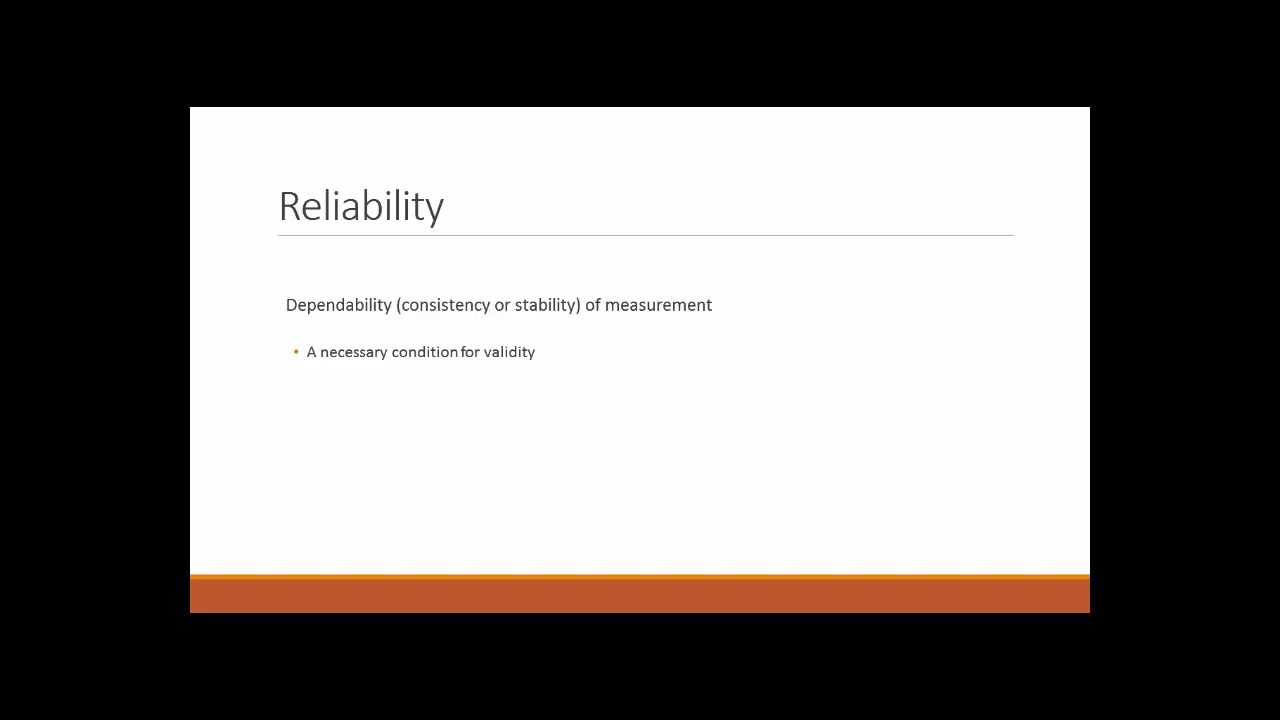 Reliability
Dependability (consistency or stability) of measurement
• A necessary condition for validity